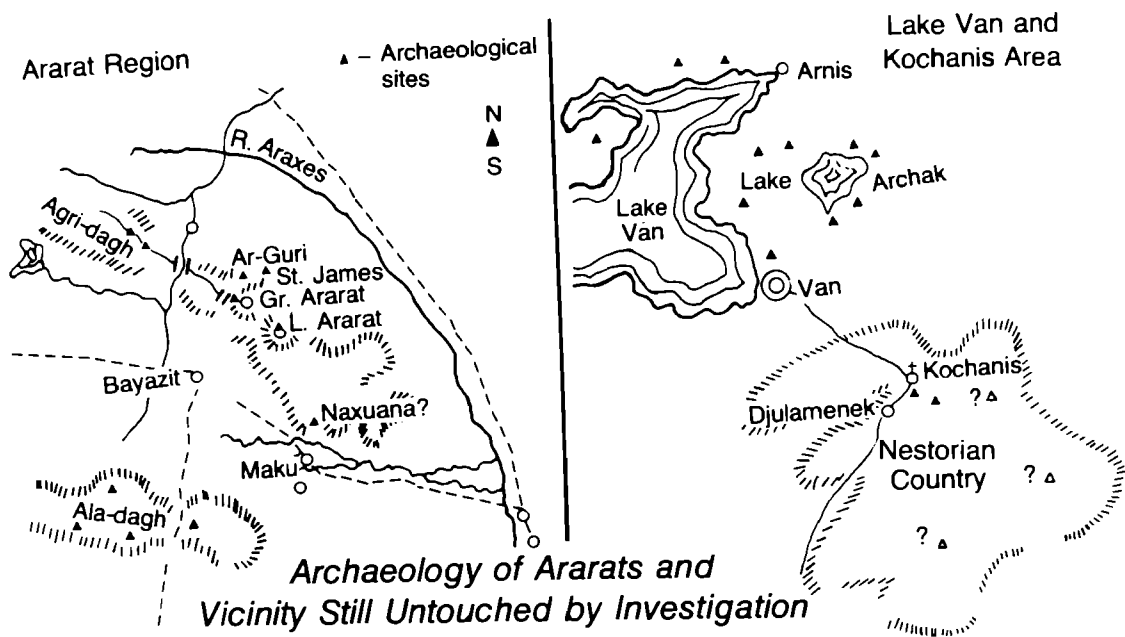 Ararat Region
▲ – Archaeological
sites
N
S
R. Araxes
Agri-dagh
Ar-Guri
St. James
Gr. Ararat
L. Ararat
Bayazit
Naxuana?
Maku
Ala-dagh
Lake Van and
Kochanis Area
Arnis
Lake Archak
Lake
Van
Van
Kochanis
Djulamenek
?
Nestorian
Country
?
?
Archaeology of Ararats and
Vicinity Still Untouched by Investigation